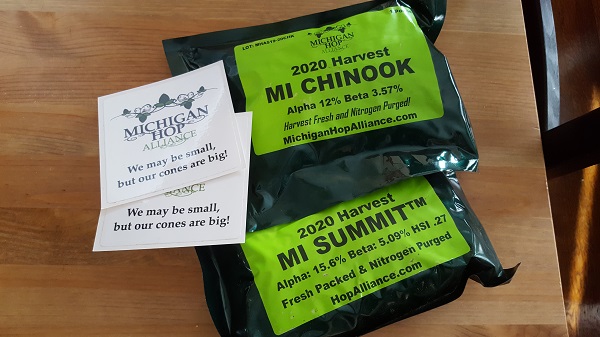 MICHIGAN
HOP
ALLIANCE
We may be small,
but our cones are big!
We may be small,
but our cones are big!
MICHIGAN
HOP
ALLIANCE
2020 Harvest
MI CHINOOK
Alpha 12% Beta 3.57%
Harvest Fresh and Nitrogen Purged!
MichiganHopAlliance.com
2020 Harvest
MI SUMMIT™
Alpha: 15.6% Beta: 5.09% HSI .27
Fresh Packed & Nitrogen Purged
HopAlliance.com